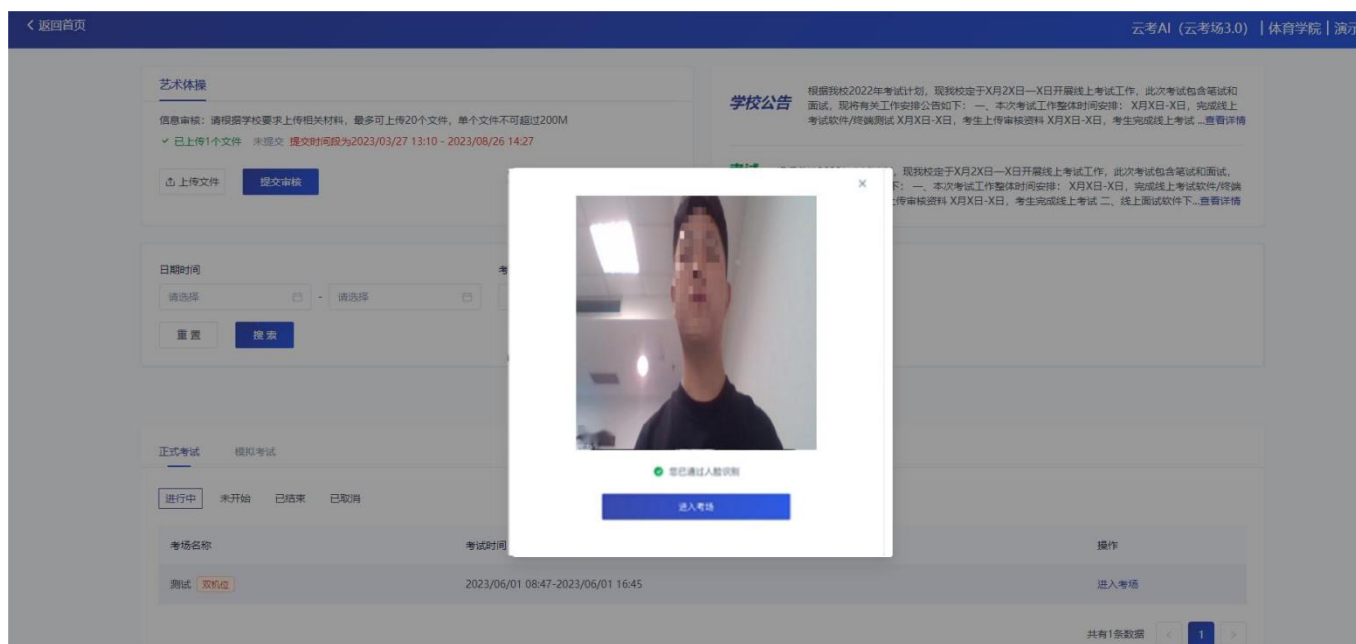 返回首页
云考AI（云考场3.0）
体育学院
演示
艺术体操
信息审核：请根据学校要求上传相关材料，最多可上传20个文件，单个文件不可超过200M
已上传1个文件 未提交 提交时间段为2023/03/27 13:10 - 2023/08/26 14:27
上传文件
提交审核
学校公告
根据我校2022年考试计划，现我校定于X月2X日—X日开展线上考试工作，此次考试包含笔试和
面试，现将有关工作安排公告如下： 一、本次考试工作整体时间安排： X月X日-X日，完成线上
考试软件/终端测试 X月X日-X日，考生上传审核资料 X月X日-X日，考生完成线上考试 ...查看详情
，现我校定于X月2X日—X日开展线上考试工作，此次考试包含笔试和面试，
下： 一、本次考试工作整体时间安排： X月X日-X日，完成线上考试软件/终端
上传审核资料 X月X日-X日，考生完成线上考试 二、线上面试软件下...查看详情
日期时间
考
请选择
-
请选择
重置
搜索
您已通过人脸识别
进入考场
正式考试
模拟考试
进行中
未开始
已结束
已取消
考场名称
考试时间
操作
测试 双机位
2023/06/01 08:47-2023/06/01 16:45
进入考场
共有1条数据
1